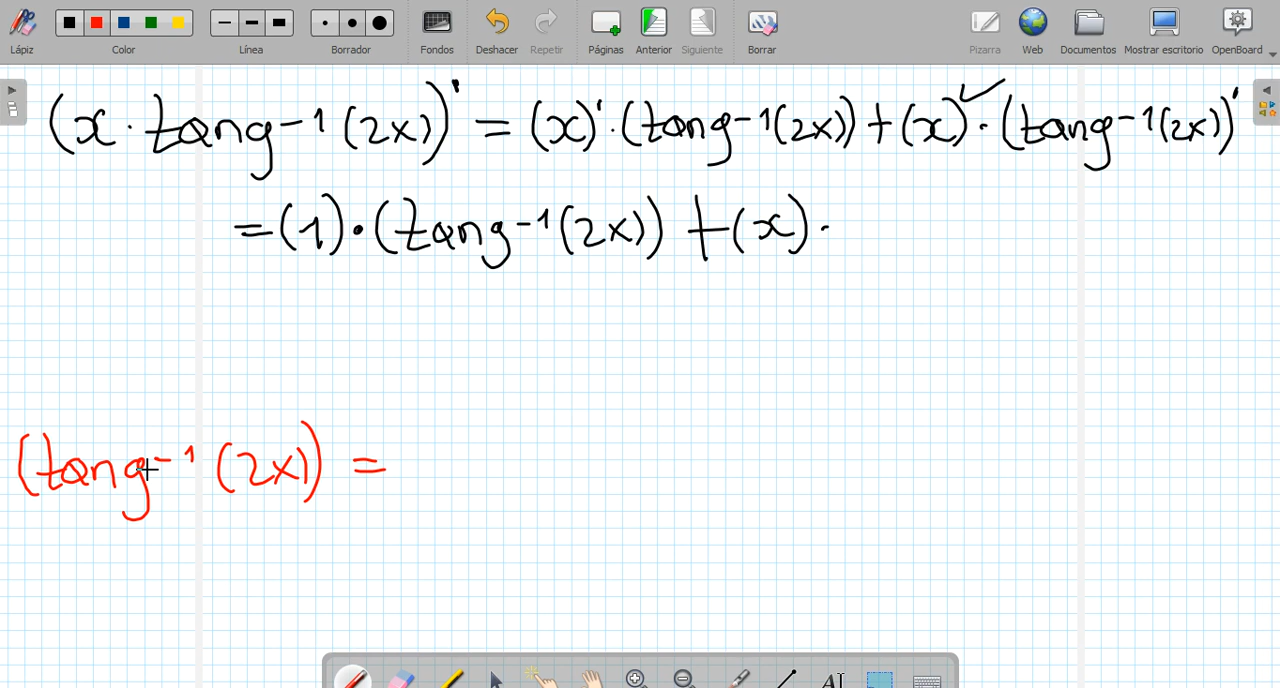 Lápiz Color Línea Borrador Fondos Deshacer Repetir Páginas Anterior Siguiente Borrar Pizarra Web Documentos Mostrar escritorio OpenBoard
(x · tang⁻¹(2x))' = (x)' · (tang⁻¹(2x)) + (x) · (tang⁻¹(2x))'
= (1) · (tang⁻¹(2x)) + (x) ·
(tang⁻¹(2x)) =